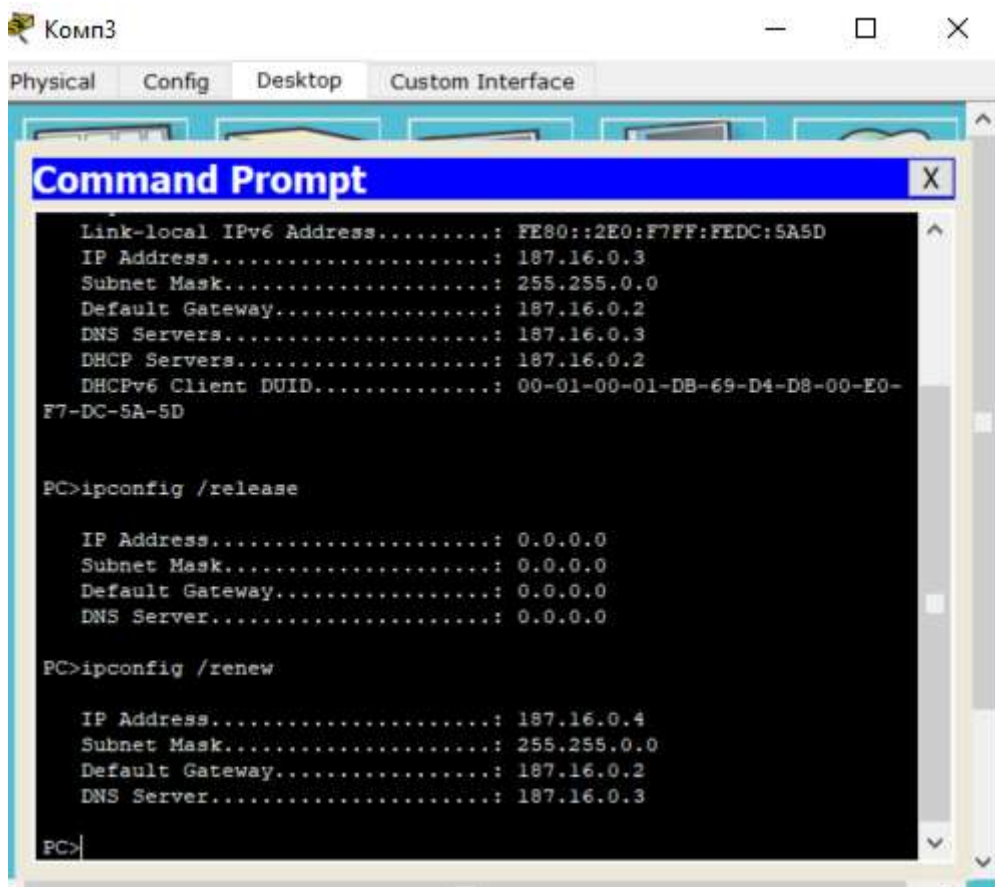 Комп3
Physical Config Desktop Custom Interface
Command Prompt X
Link-local IPv6 Address.........: FE80::2E0:F7FF:FEDC:5A5D
IP Address......................: 187.16.0.3
Subnet Mask.....................: 255.255.0.0
Default Gateway.................: 187.16.0.2
DNS Servers.....................: 187.16.0.3
DHCP Servers....................: 187.16.0.2
DHCPv6 Client DUID..............: 00-01-00-01-DB-69-D4-D8-00-E0-
F7-DC-5A-5D
PC>ipconfig /release
IP Address......................: 0.0.0.0
Subnet Mask.....................: 0.0.0.0
Default Gateway.................: 0.0.0.0
DNS Server......................: 0.0.0.0
PC>ipconfig /renew
IP Address......................: 187.16.0.4
Subnet Mask.....................: 255.255.0.0
Default Gateway.................: 187.16.0.2
DNS Server......................: 187.16.0.3
PC>